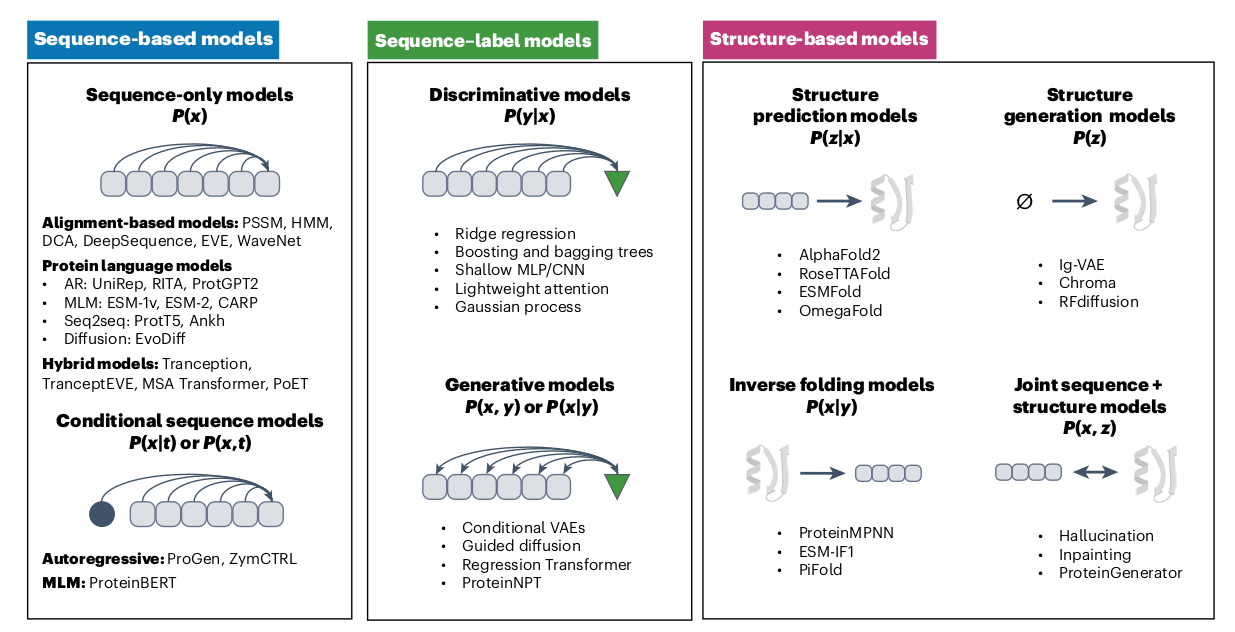 Sequence-based models
Sequence-only models
P(x)
Alignment-based models: PSSM, HMM,
DCA, DeepSequence, EVE, WaveNet
Protein language models
• AR: UniRep, RITA, ProtGPT2
• MLM: ESM-1v, ESM-2, CARP
• Seq2seq: ProtT5, Ankh
• Diffusion: EvoDiff
Hybrid models: Tranception,
TranceptEVE, MSA Transformer, PoET
Conditional sequence models
P(x|t) or P(x,t)
Autoregressive: ProGen, ZymCTRL
MLM: ProteinBERT
Sequence–label models
Discriminative models
P(y|x)
• Ridge regression
• Boosting and bagging trees
• Shallow MLP/CNN
• Lightweight attention
• Gaussian process
Generative models
P(x, y) or P(x|y)
• Conditional VAEs
• Guided diffusion
• Regression Transformer
• ProteinNPT
Structure-based models
Structure
prediction models
P(z|x)
• AlphaFold2
• RoseTTAFold
• ESMFold
• OmegaFold
Structure
generation models
P(z)
∅
• Ig-VAE
• Chroma
• RFdiffusion
Inverse folding models
P(x|y)
• ProteinMPNN
• ESM-IF1
• PiFold
Joint sequence +
structure models
P(x, z)
• Hallucination
• Inpainting
• ProteinGenerator